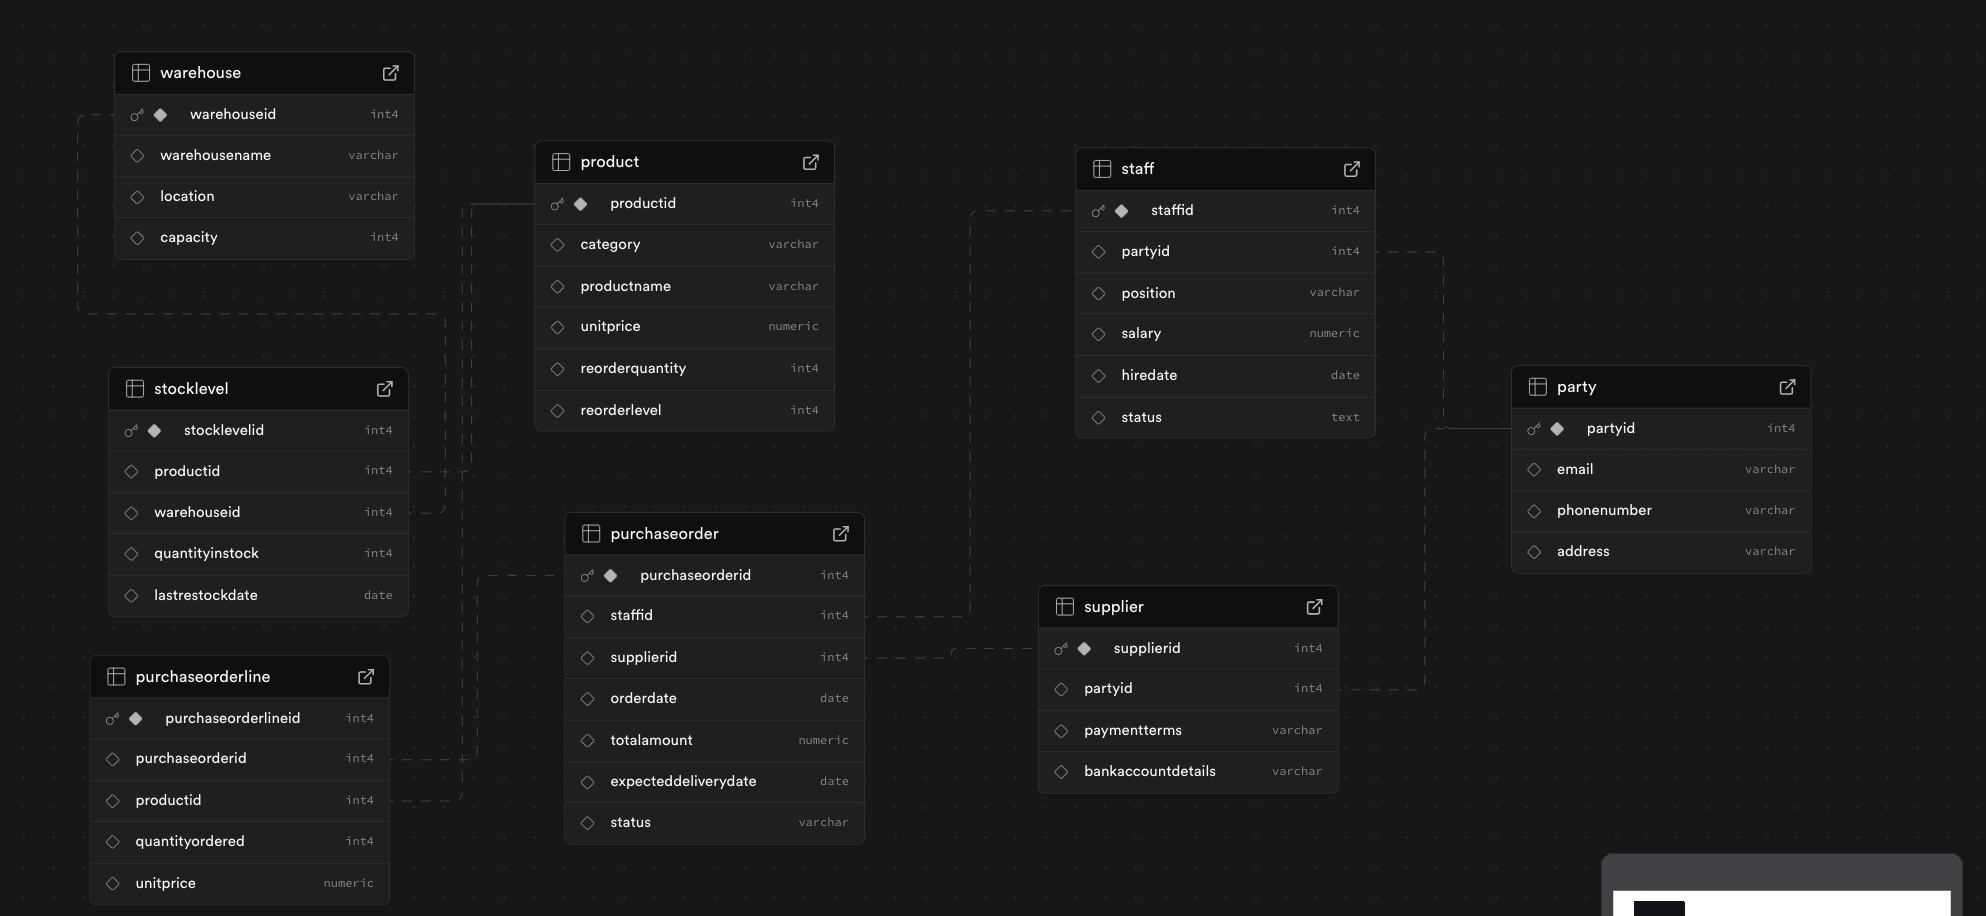 warehouse
warehouseid int4
warehousename varchar
location varchar
capacity int4
stocklevel
stocklevelid int4
productid int4
warehouseid int4
quantityinstock int4
lastrestockdate date
purchaseorderline
purchaseorderlineid int4
purchaseorderid int4
productid int4
quantityordered int4
unitprice numeric
product
productid int4
category varchar
productname varchar
unitprice numeric
reorderquantity int4
reorderlevel int4
purchaseorder
purchaseorderid int4
staffid int4
supplierid int4
orderdate date
totalamount numeric
expecteddeliverydate date
status varchar
staff
staffid int4
partyid int4
position varchar
salary numeric
hiredate date
status text
supplier
supplierid int4
partyid int4
paymentterms varchar
bankaccountdetails varchar
party
partyid int4
email varchar
phonenumber varchar
address varchar